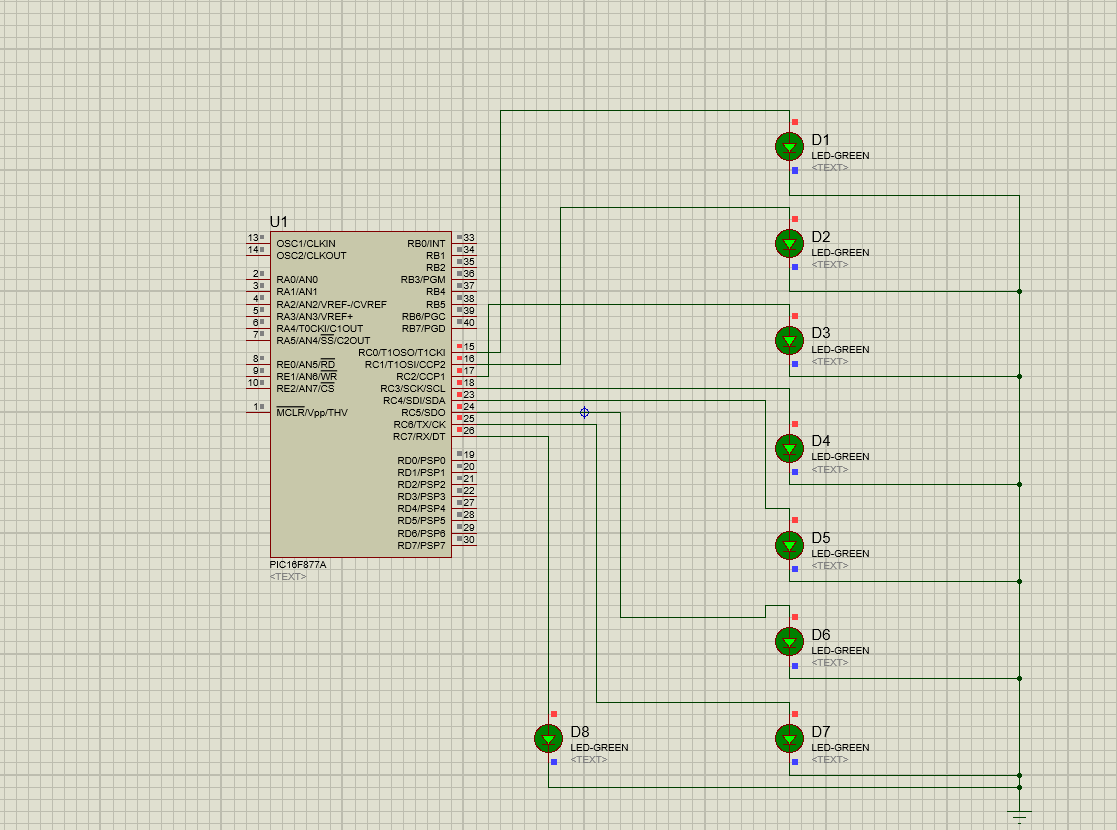 U1
13 OSC1/CLKIN
14 OSC2/CLKOUT
2 RA0/AN0
3 RA1/AN1
4 RA2/AN2/VREF-/CVREF
5 RA3/AN3/VREF+
6 RA4/T0CKI/C1OUT
7 RA5/AN4/SS/C2OUT
8 RE0/AN5/RD
9 RE1/AN6/WR
10 RE2/AN7/CS
1 MCLR/Vpp/THV
RB0/INT 33
RB1 34
RB2 35
RB3/PGM 36
RB4 37
RB5 38
RB6/PGC 39
RB7/PGD 40
RC0/T1OSO/T1CKI 15
RC1/T1OSI/CCP2 16
RC2/CCP1 17
RC3/SCK/SCL 18
RC4/SDI/SDA 23
RC5/SDO 24
RC6/TX/CK 25
RC7/RX/DT 26
RD0/PSP0 19
RD1/PSP1 20
RD2/PSP2 21
RD3/PSP3 22
RD4/PSP4 27
RD5/PSP5 28
RD6/PSP6 29
RD7/PSP7 30
PIC16F877A
<TEXT>
D1
LED-GREEN
<TEXT>
D2
LED-GREEN
<TEXT>
D3
LED-GREEN
<TEXT>
D4
LED-GREEN
<TEXT>
D5
LED-GREEN
<TEXT>
D6
LED-GREEN
<TEXT>
D8
LED-GREEN
<TEXT>
D7
LED-GREEN
<TEXT>